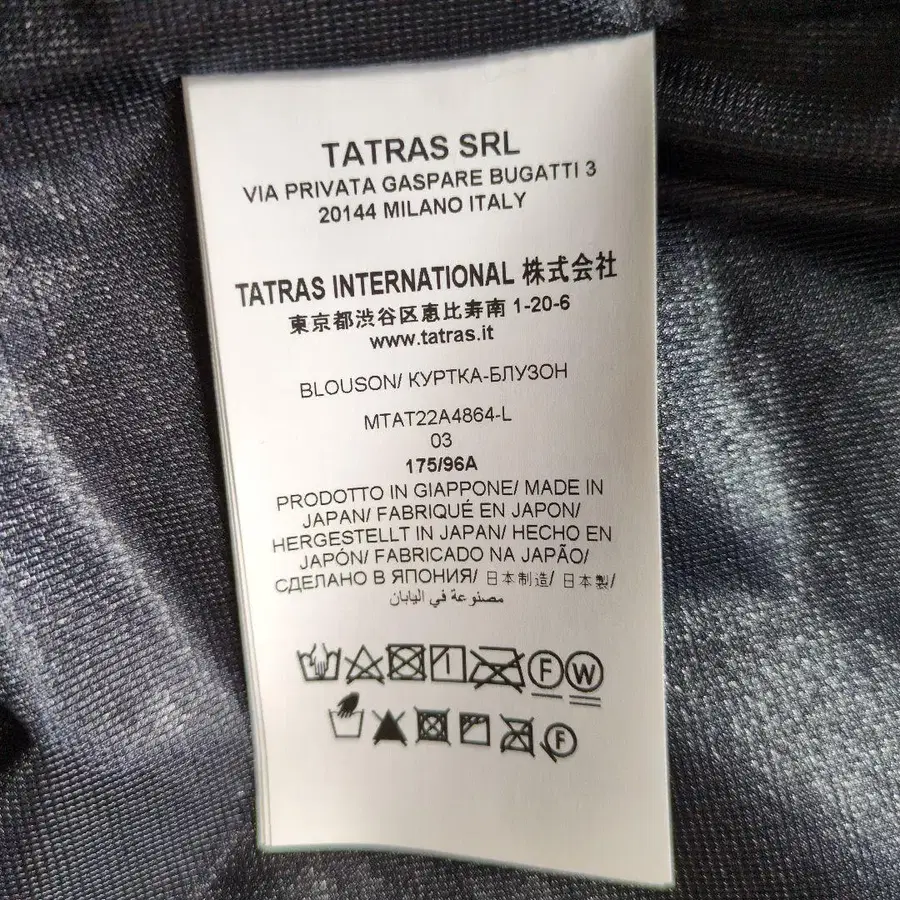 TATRAS SRL
VIA PRIVATA GASPARE BUGATTI 3
20144 MILANO ITALY
TATRAS INTERNATIONAL 株式会社
東京都渋谷区恵比寿南 1-20-6
www.tatras.it
BLOUSON/ КУРТКА-БЛУЗОН
MTAT22A4864-L
03
175/96A
PRODOTTO IN GIAPPONE/ MADE IN
JAPAN/ FABRIQUÉ EN JAPON/
HERGESTELLT IN JAPAN/ HECHO EN
JAPÓN/ FABRICADO NA JAPÃO/
СДЕЛАНО В ЯПОНИЯ/ 日本制造/ 日本製/
مصنوعة في اليابان
F W
F